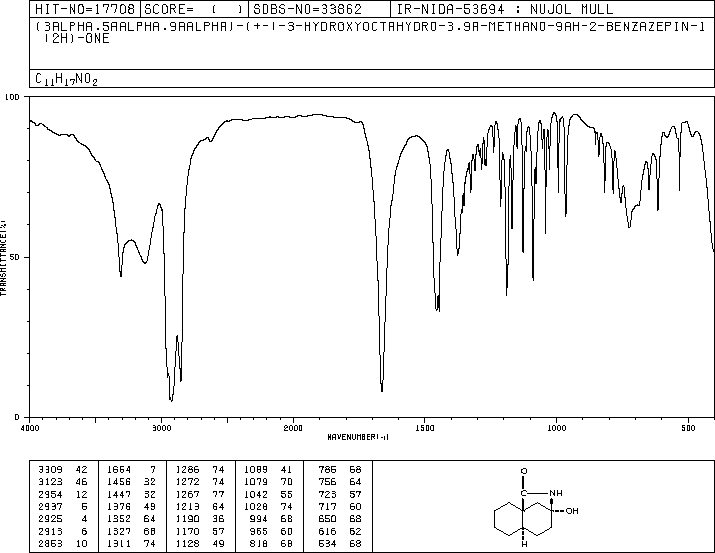 HIT-NO=17708 SCORE= ( ) SDBS-NO=33862 IR-NIDA-53694 : NUJOL MULL
(3ALPHA,5AALPHA,9AALPHA)-(+-)-3-HYDROXYOCTAHYDRO-3,9A-METHANO-9AH-2-BENZAZEPIN-1
(2H)-ONE
C11H17NO2
100
50
0
TRANSMITTANCE(%)
4000 3000 2000 1500 1000 500
WAVENUMBER(-1)
3309 42 1664 7 1286 74 1089 41 786 68
3123 46 1456 32 1272 74 1079 70 756 64
2954 12 1447 32 1267 77 1042 55 723 57
2937 6 1376 49 1213 64 1028 74 717 60
2925 4 1352 64 1190 36 994 68 650 68
2913 6 1327 68 1170 57 965 60 616 62
2853 10 1311 74 1128 49 818 68 534 68
O
C NH
OH
H